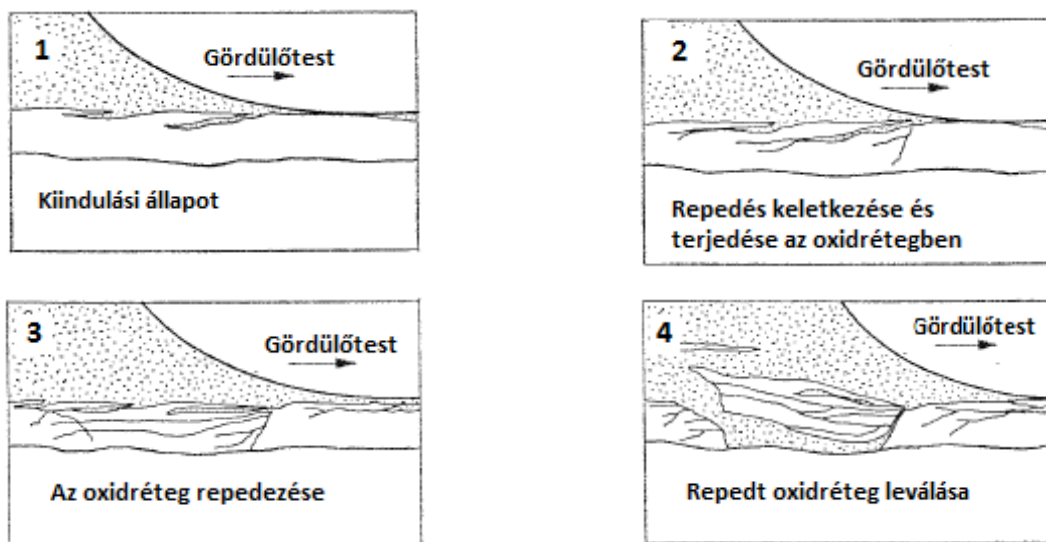 1
Gördülőtest
Kiindulási állapot
2
Gördülőtest
Repedés keletkezése és
terjedése az oxidrétegben
3
Gördülőtest
Az oxidréteg repedezése
4
Gördülőtest
Repedt oxidréteg leválása